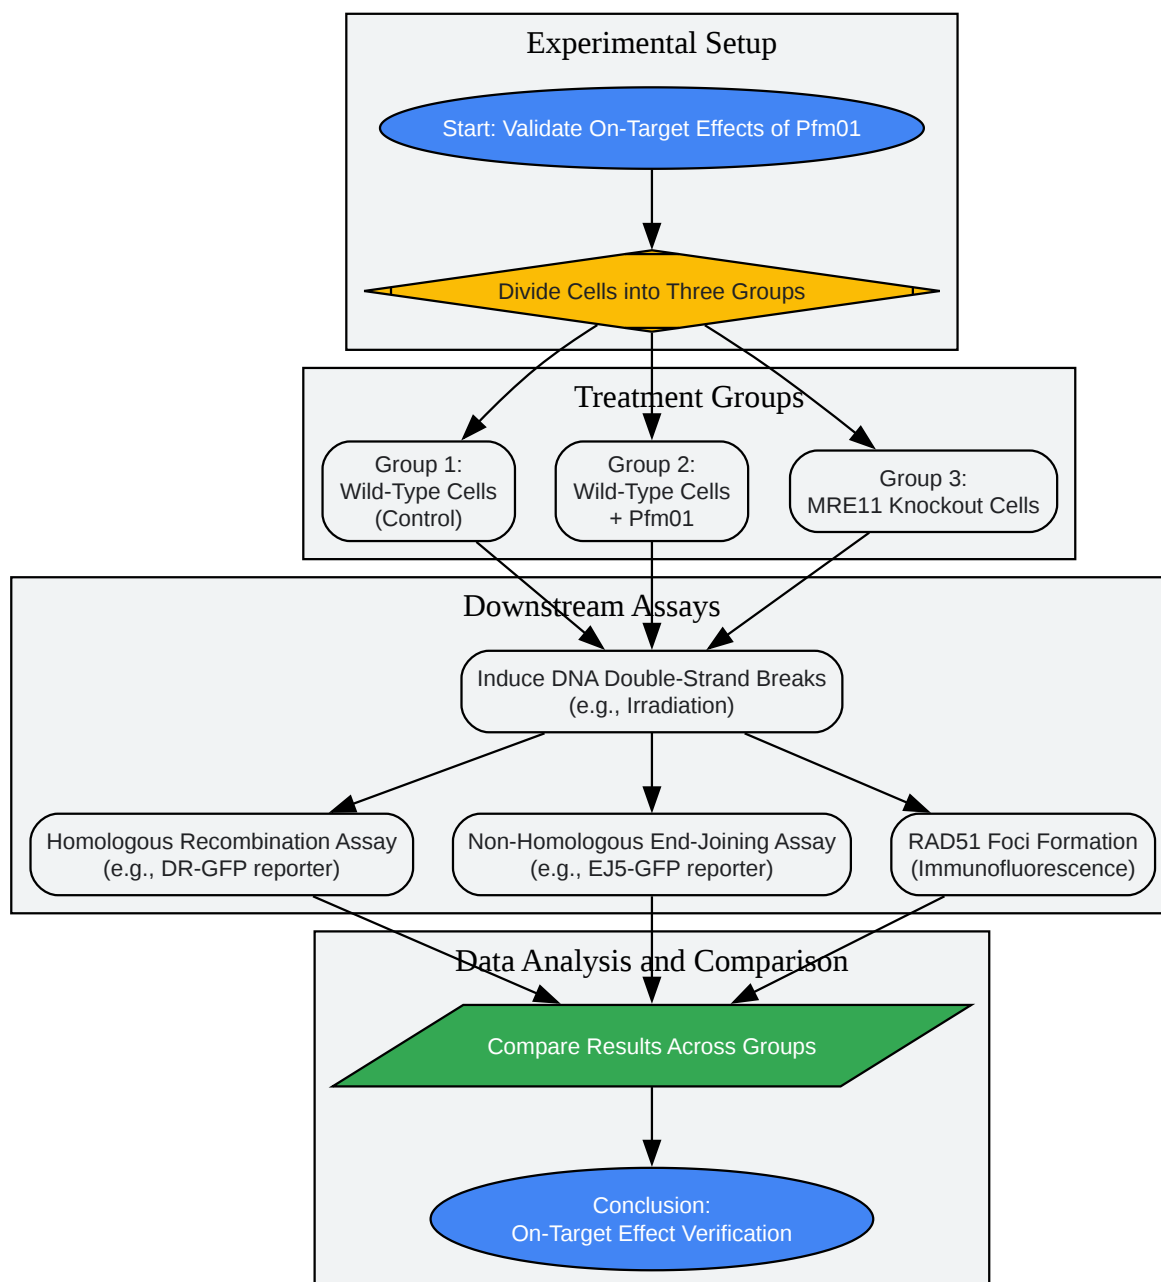 Experimental Setup
Start: Validate On-Target Effects of Pfm01
Divide Cells into Three Groups
Treatment Groups
Group 1:
Wild-Type Cells
(Control)
Group 2:
Wild-Type Cells
+ Pfm01
Group 3:
MRE11 Knockout Cells
Downstream Assays
Induce DNA Double-Strand Breaks
(e.g., Irradiation)
Homologous Recombination Assay
(e.g., DR-GFP reporter)
Non-Homologous End-Joining Assay
(e.g., EJ5-GFP reporter)
RAD51 Foci Formation
(Immunofluorescence)
Data Analysis and Comparison
Compare Results Across Groups
Conclusion:
On-Target Effect Verification